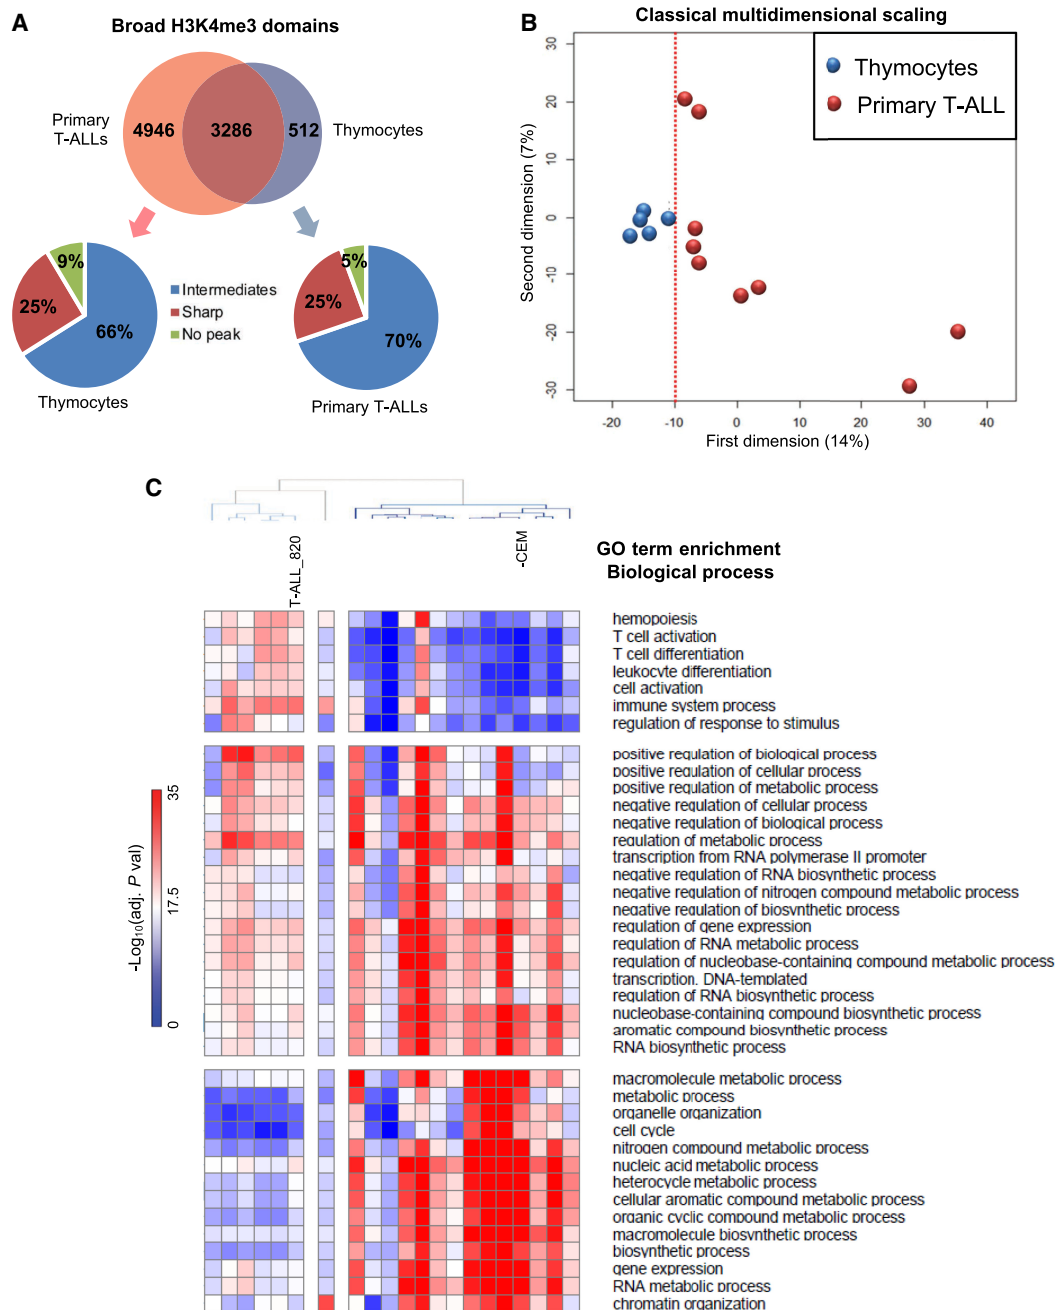 A
Broad H3K4me3 domains
Primary
T-ALLs
4946
3286
512
Thymocytes
9%
25%
66%
Intermediates
Sharp
No peak
5%
25%
70%
Thymocytes
Primary T-ALLs
B
Classical multidimensional scaling
Thymocytes
Primary T-ALL
Second dimension (7%)
30
20
10
0
-10
-20
-30
-20
-10
0
10
20
30
40
First dimension (14%)
C
T-ALL_820
-CEM
GO term enrichment
Biological process
hemopoiesis
T cell activation
T cell differentiation
leukocyte differentiation
cell activation
immune system process
regulation of response to stimulus
positive regulation of biological process
positive regulation of cellular process
positive regulation of metabolic process
negative regulation of cellular process
negative regulation of biological process
regulation of metabolic process
transcription from RNA polymerase II promoter
negative regulation of RNA biosynthetic process
negative regulation of nitrogen compound metabolic process
negative regulation of biosynthetic process
regulation of gene expression
regulation of RNA metabolic process
regulation of nucleobase-containing compound metabolic process
transcription, DNA-templated
regulation of RNA biosynthetic process
nucleobase-containing compound biosynthetic process
aromatic compound biosynthetic process
RNA biosynthetic process
macromolecule metabolic process
metabolic process
organelle organization
cell cycle
nitrogen compound metabolic process
nucleic acid metabolic process
heterocycle metabolic process
cellular aromatic compound metabolic process
organic cyclic compound metabolic process
macromolecule biosynthetic process
biosynthetic process
gene expression
RNA metabolic process
chromatin organization
-Log₁₀(adj. P val)
35
17.5
0